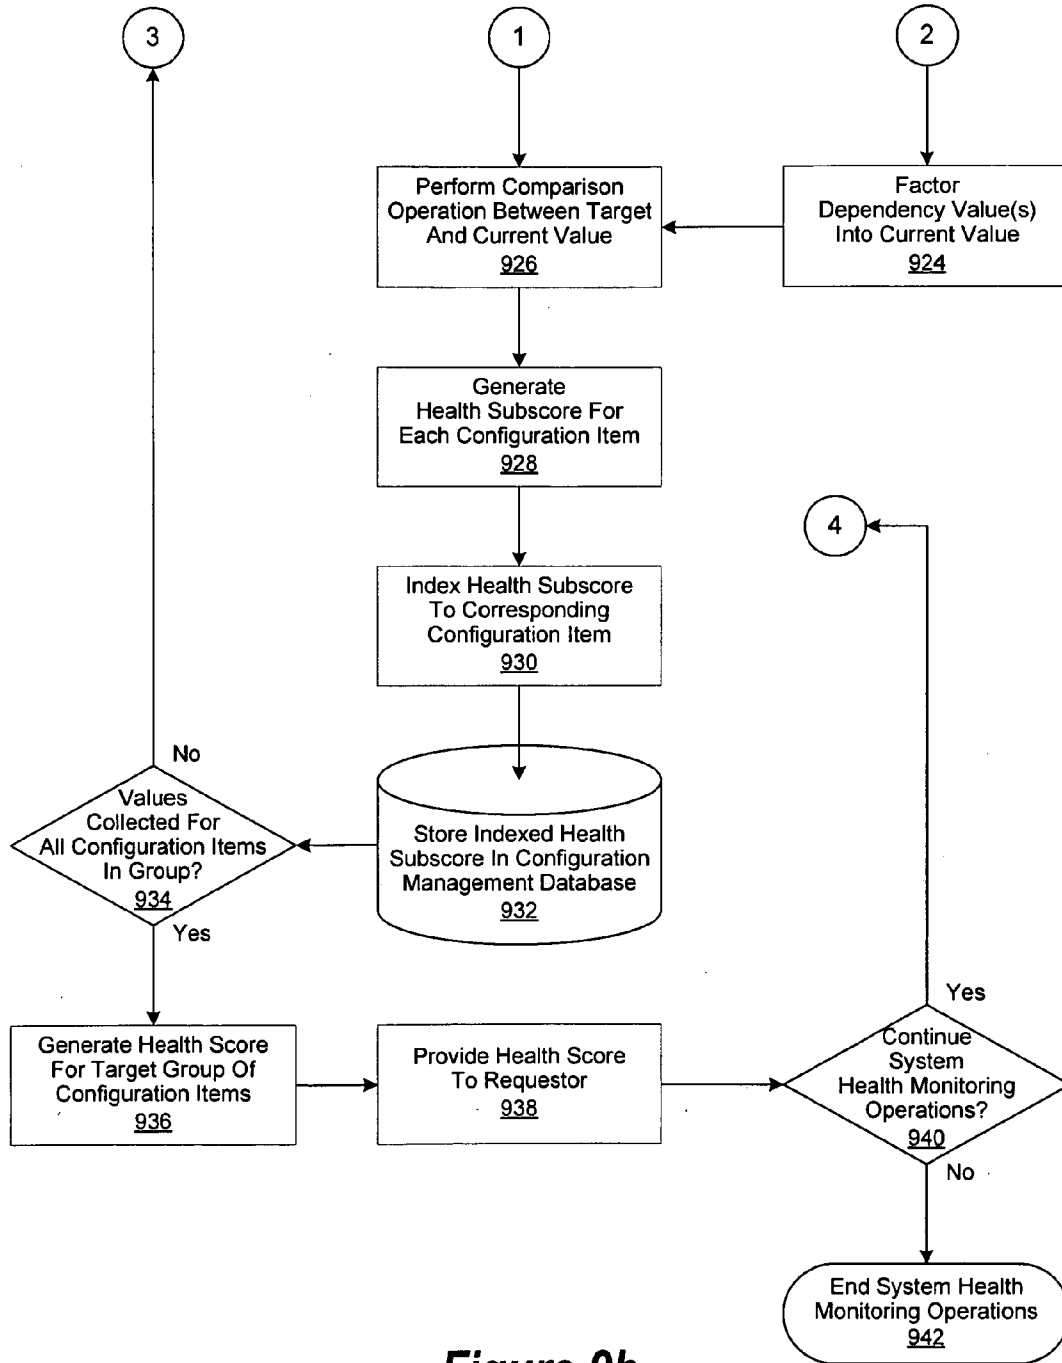 3
1
2
Perform Comparison
Operation Between Target
And Current Value
926
Factor
Dependency Value(s)
Into Current Value
924
Generate
Health Subscore For
Each Configuration Item
928
4
Index Health Subscore
To Corresponding
Configuration Item
930
No
Values
Collected For
All Configuration Items
In Group?
934
Yes
Store Indexed Health
Subscore In Configuration
Management Database
932
Generate Health Score
For Target Group Of
Configuration Items
936
Provide Health Score
To Requestor
938
Yes
Continue
System
Health Monitoring
Operations?
940
No
End System Health
Monitoring Operations
942
Figure 9b